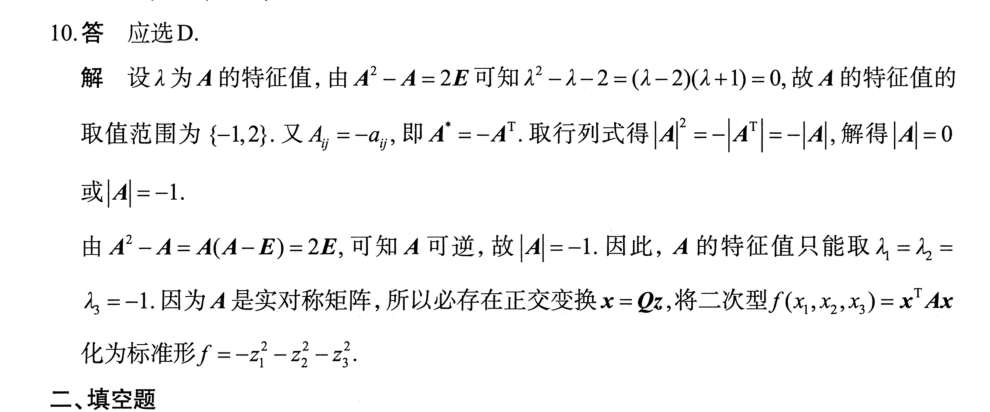 10.答 应选D.
解 设λ为A的特征值,由A²−A=2E可知λ²−λ−2=(λ−2)(λ+1)=0,故A的特征值的
取值范围为{−1,2}.又Aᵢⱼ=−aᵢⱼ,即A*=−Aᵀ.取行列式得|A|²=−|Aᵀ|=−|A|,解得|A|=0
或|A|=−1.
由A²−A=A(A−E)=2E,可知A可逆,故|A|=−1.因此,A的特征值只能取λ₁=λ₂=
λ₃=−1.因为A是实对称矩阵,所以必存在正交变换x=Qz,将二次型f(x₁,x₂,x₃)=xᵀAx
化为标准形f=−z₁²−z₂²−z₃².
二、填空题